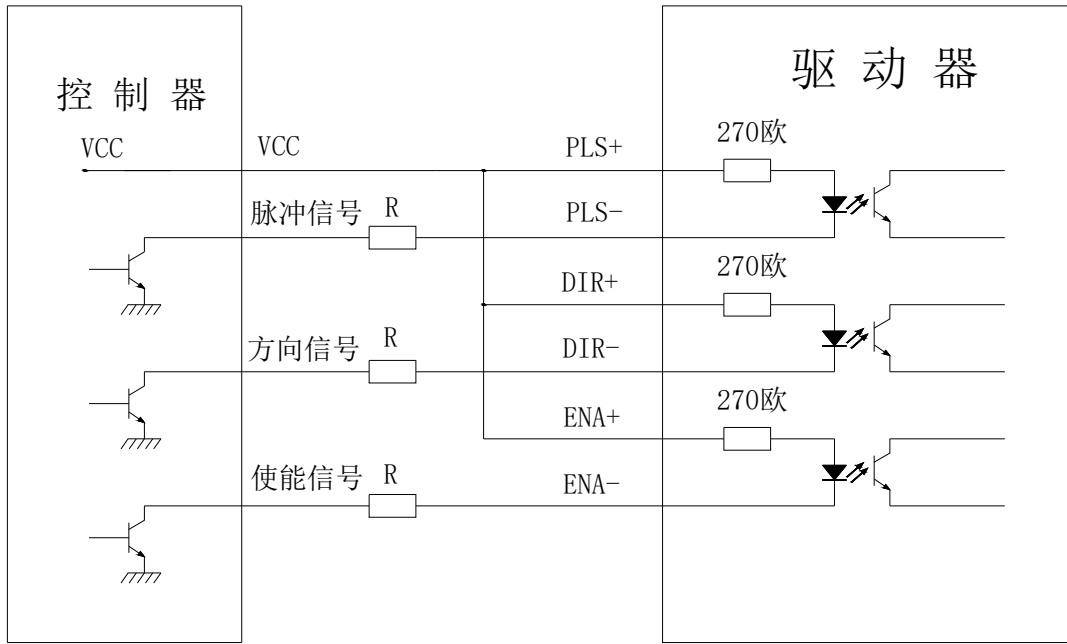 控制器
驱动器
VCC
VCC
PLS+
270欧
脉冲信号
R
PLS-
DIR+
270欧
方向信号
R
DIR-
ENA+
270欧
使能信号
R
ENA-